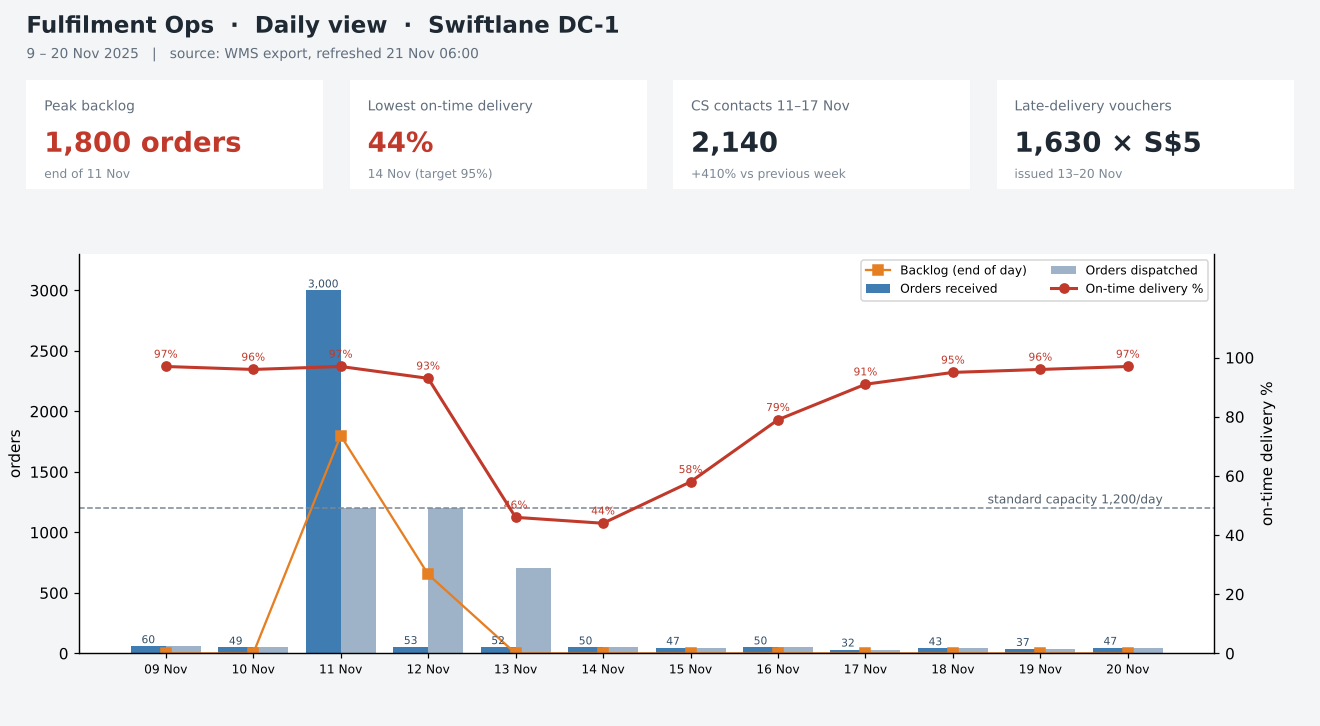 Fulfilment Ops · Daily view · Swiftlane DC-1
9 – 20 Nov 2025 | source: WMS export, refreshed 21 Nov 06:00
Peak backlog
1,800 orders
end of 11 Nov
Lowest on-time delivery
44%
14 Nov (target 95%)
CS contacts 11–17 Nov
2,140
+410% vs previous week
Late-delivery vouchers
1,630 × S$5
issued 13–20 Nov
Backlog (end of day)
Orders received
Orders dispatched
On-time delivery %
orders
3000
2500
2000
1500
1000
500
0
3,000
97%
96%
97%
93%
46%
44%
58%
79%
91%
95%
96%
97%
standard capacity 1,200/day
60
49
53
52
50
47
50
32
43
37
47
100
80
60
40
20
0
on-time delivery %
09 Nov
10 Nov
11 Nov
12 Nov
13 Nov
14 Nov
15 Nov
16 Nov
17 Nov
18 Nov
19 Nov
20 Nov